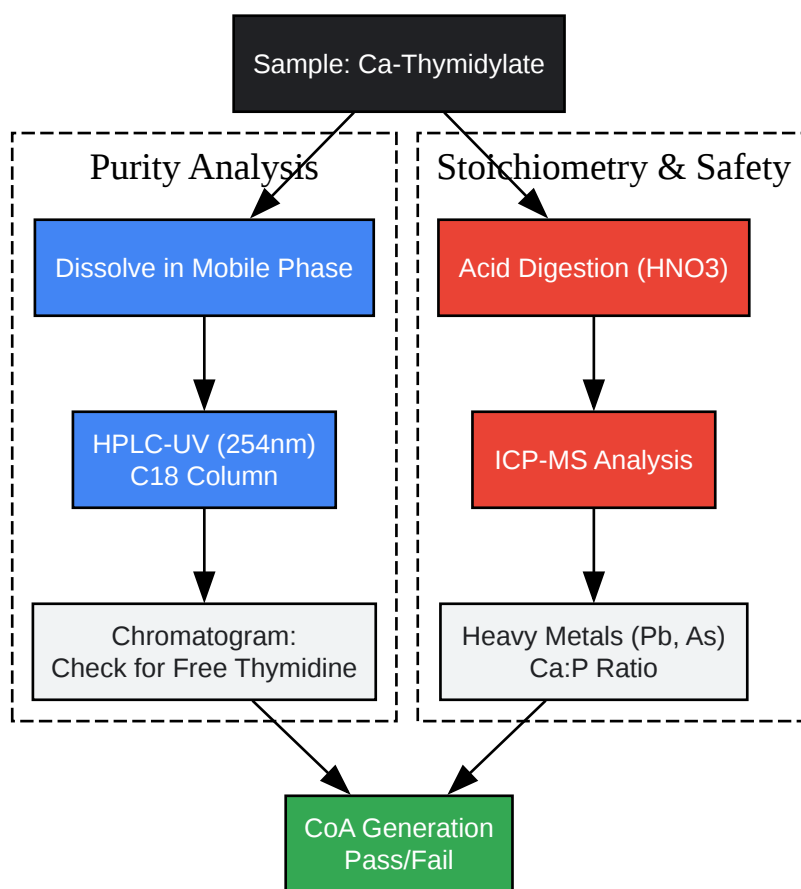 Sample: Ca-Thymidylate
Purity Analysis
Dissolve in Mobile Phase
HPLC-UV (254nm)
C18 Column
Chromatogram:
Check for Free Thymidine
Stoichiometry & Safety
Acid Digestion (HNO3)
ICP-MS Analysis
Heavy Metals (Pb, As)
Ca:P Ratio
CoA Generation
Pass/Fail